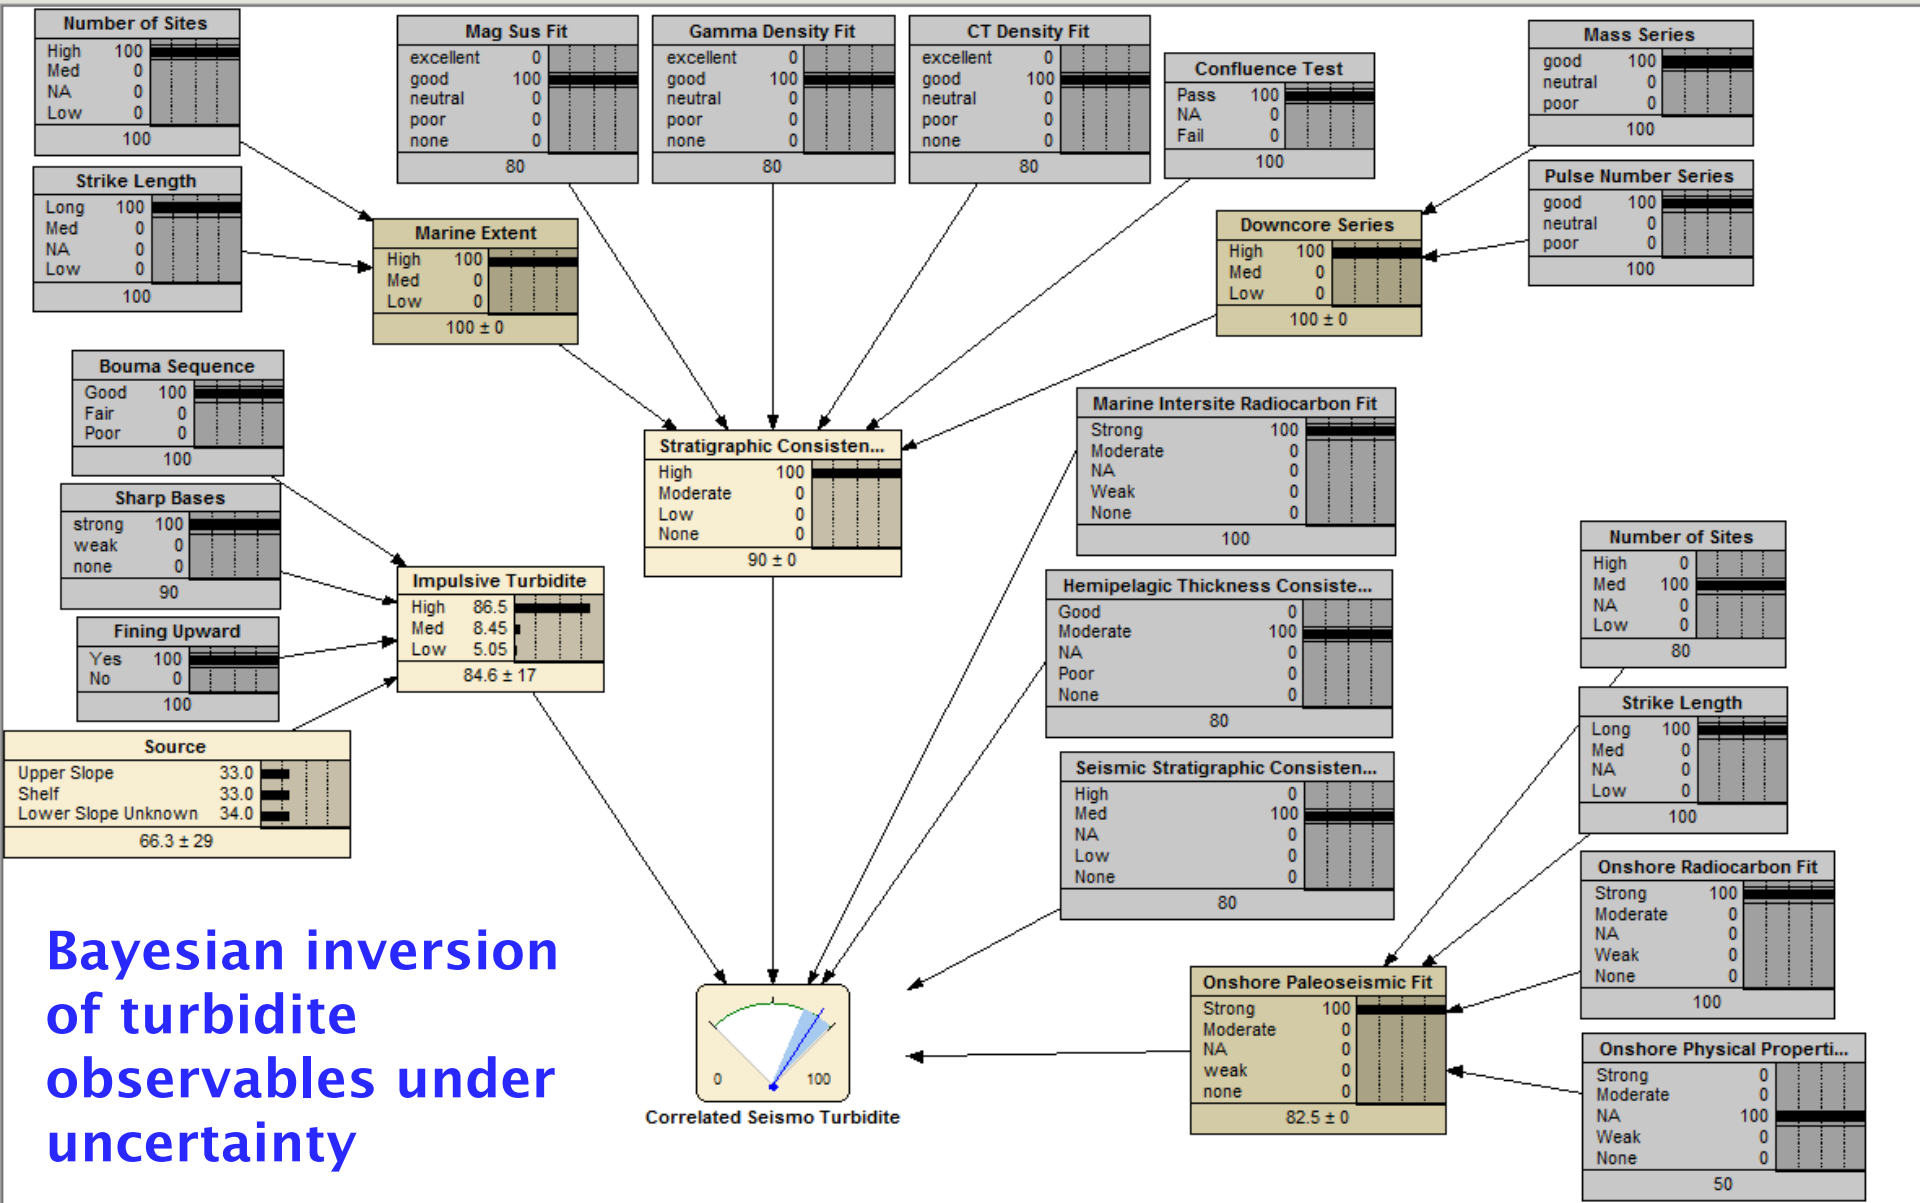 Number of Sites
High 100
Med 0
NA 0
Low 0
100
Strike Length
Long 100
Med 0
NA 0
Low 0
100
Mag Sus Fit
excellent 0
good 100
neutral 0
poor 0
none 0
80
Gamma Density Fit
excellent 0
good 100
neutral 0
poor 0
none 0
80
CT Density Fit
excellent 0
good 100
neutral 0
poor 0
none 0
80
Confluence Test
Pass 100
NA 0
Fail 0
100
Mass Series
good 100
neutral 0
poor 0
100
Pulse Number Series
good 100
neutral 0
poor 0
100
Marine Extent
High 100
Med 0
Low 0
100 ± 0
Downcore Series
High 100
Med 0
Low 0
100 ± 0
Bouma Sequence
Good 100
Fair 0
Poor 0
100
Sharp Bases
strong 100
weak 0
none 0
90
Fining Upward
Yes 100
No 0
100
Source
Upper Slope 33.0
Shelf 33.0
Lower Slope Unknown 34.0
66.3 ± 29
Impulsive Turbidite
High 86.5
Med 8.45
Low 5.05
84.6 ± 17
Stratigraphic Consisten...
High 100
Moderate 0
Low 0
None 0
90 ± 0
Marine Intersite Radiocarbon Fit
Strong 100
Moderate 0
NA 0
Weak 0
None 0
100
Hemipelagic Thickness Consiste...
Good 0
Moderate 100
NA 0
Poor 0
None 0
80
Seismic Stratigraphic Consisten...
High 0
Med 100
NA 0
Low 0
None 0
80
Number of Sites
High 0
Med 100
NA 0
Low 0
80
Strike Length
Long 100
Med 0
NA 0
Low 0
100
Onshore Radiocarbon Fit
Strong 100
Moderate 0
NA 0
Weak 0
None 0
100
Onshore Physical Properti...
Strong 0
Moderate 0
NA 100
Weak 0
None 0
50
Onshore Paleoseismic Fit
Strong 100
Moderate 0
NA 0
weak 0
none 0
82.5 ± 0
0 100
Correlated Seismo Turbidite
Bayesian inversion
of turbidite
observables under
uncertainty